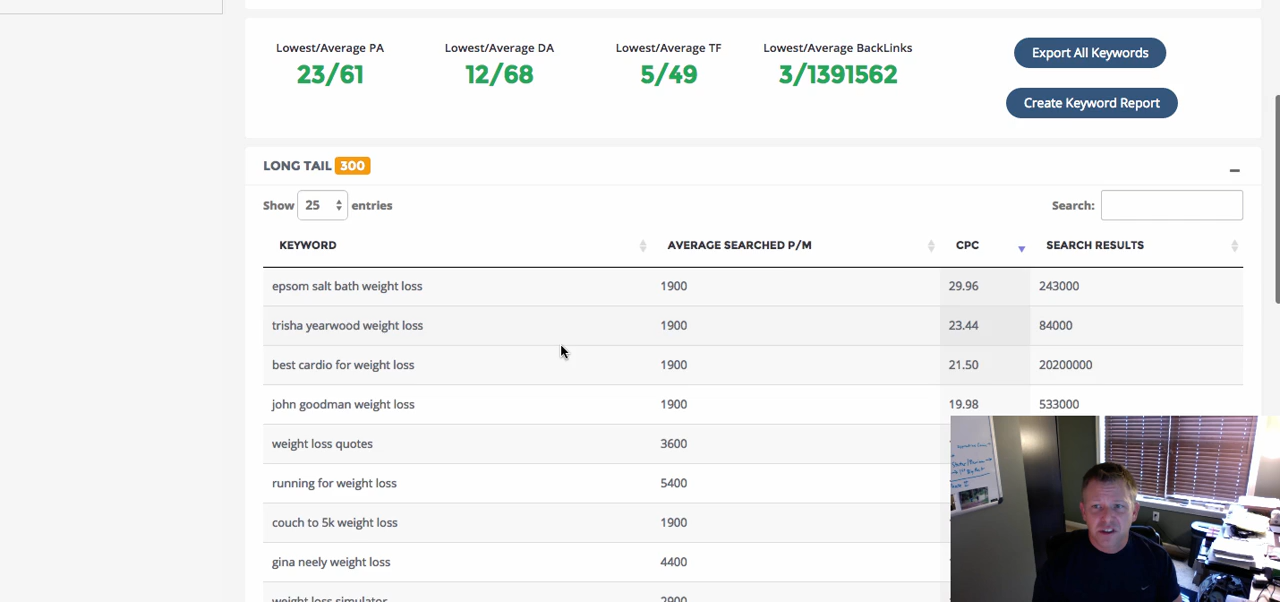 Lowest/Average PA Lowest/Average DA Lowest/Average TF Lowest/Average BackLinks
23/61 12/68 5/49 3/1391562
Export All Keywords
Create Keyword Report
LONG TAIL 300
Show 25 entries Search:
KEYWORD AVERAGE SEARCHED P/M CPC SEARCH RESULTS
epsom salt bath weight loss 1900 29.96 243000
trisha yearwood weight loss 1900 23.44 84000
best cardio for weight loss 1900 21.50 20200000
john goodman weight loss 1900 19.98 533000
weight loss quotes 3600
running for weight loss 5400
couch to 5k weight loss 1900
gina neely weight loss 4400
weight loss simulator 2900